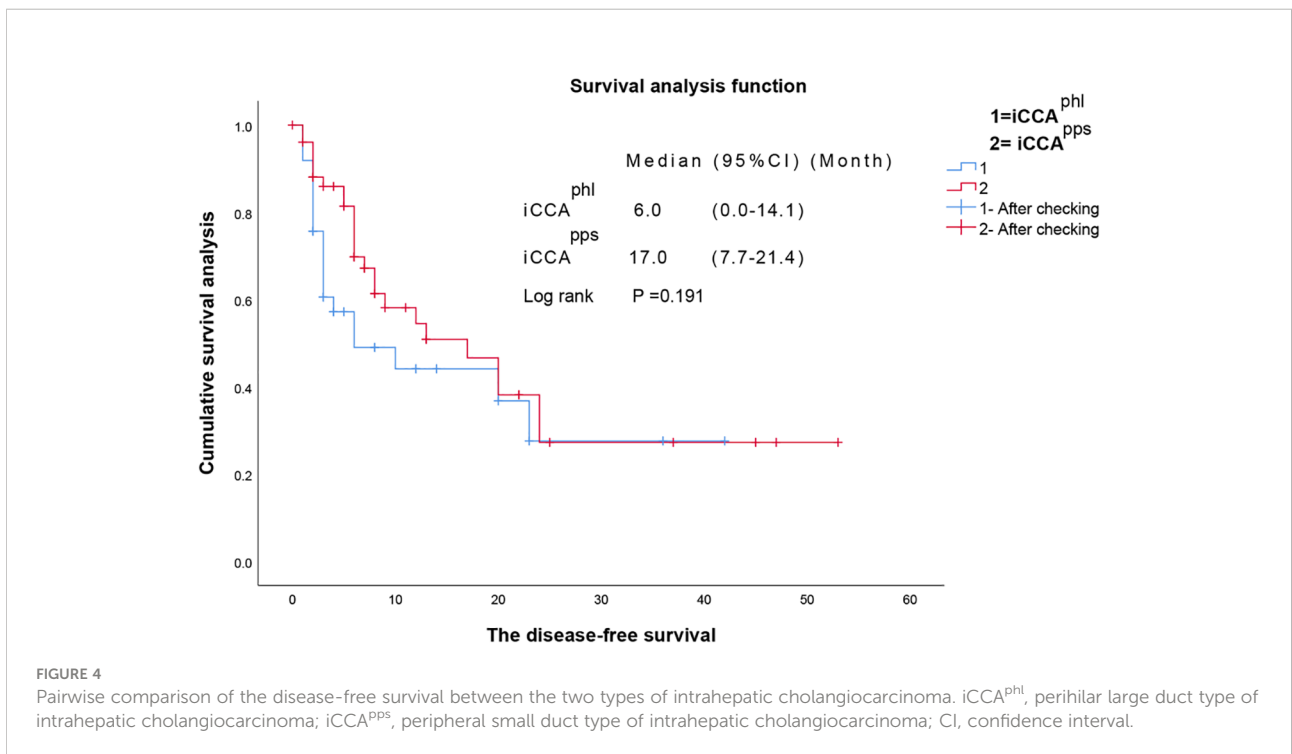 Survival analysis function
1=iCCA^phl
2= iCCA^pps
1
2
1- After checking
2- After checking
Median (95%CI) (Month)
iCCA^phl 6.0 (0.0-14.1)
iCCA^pps 17.0 (7.7-21.4)
Log rank P =0.191
Cumulative survival analysis
1.0
0.8
0.6
0.4
0.2
0.0
0 10 20 30 40 50 60
The disease-free survival
FIGURE 4
Pairwise comparison of the disease-free survival between the two types of intrahepatic cholangiocarcinoma. iCCA^phl, perihilar large duct type of
intrahepatic cholangiocarcinoma; iCCA^pps, peripheral small duct type of intrahepatic cholangiocarcinoma; CI, confidence interval.